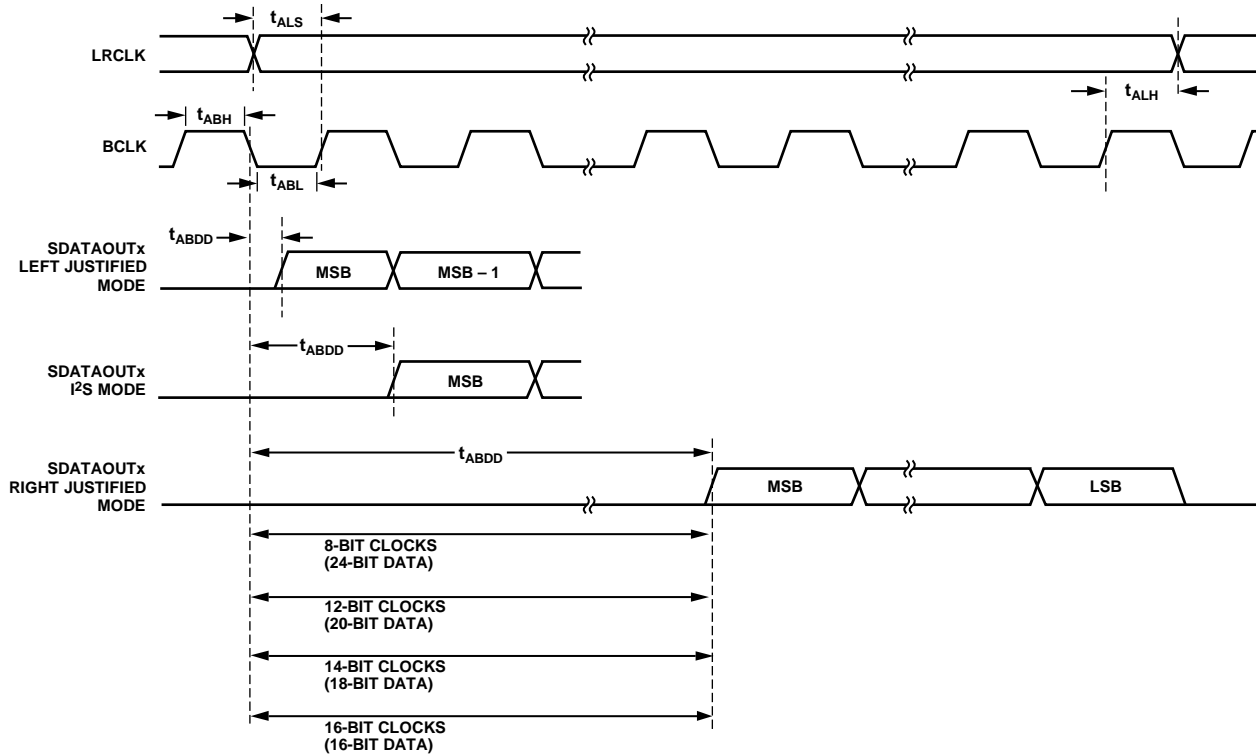 tALS
LRCLK
tALH
tABH
BCLK
tABL
tABDD
SDATAOUTx
LEFT JUSTIFIED
MODE
MSB
MSB – 1
tABDD
SDATAOUTx
I2S MODE
MSB
tABDD
SDATAOUTx
RIGHT JUSTIFIED
MODE
MSB
LSB
8-BIT CLOCKS
(24-BIT DATA)
12-BIT CLOCKS
(20-BIT DATA)
14-BIT CLOCKS
(18-BIT DATA)
16-BIT CLOCKS
(16-BIT DATA)